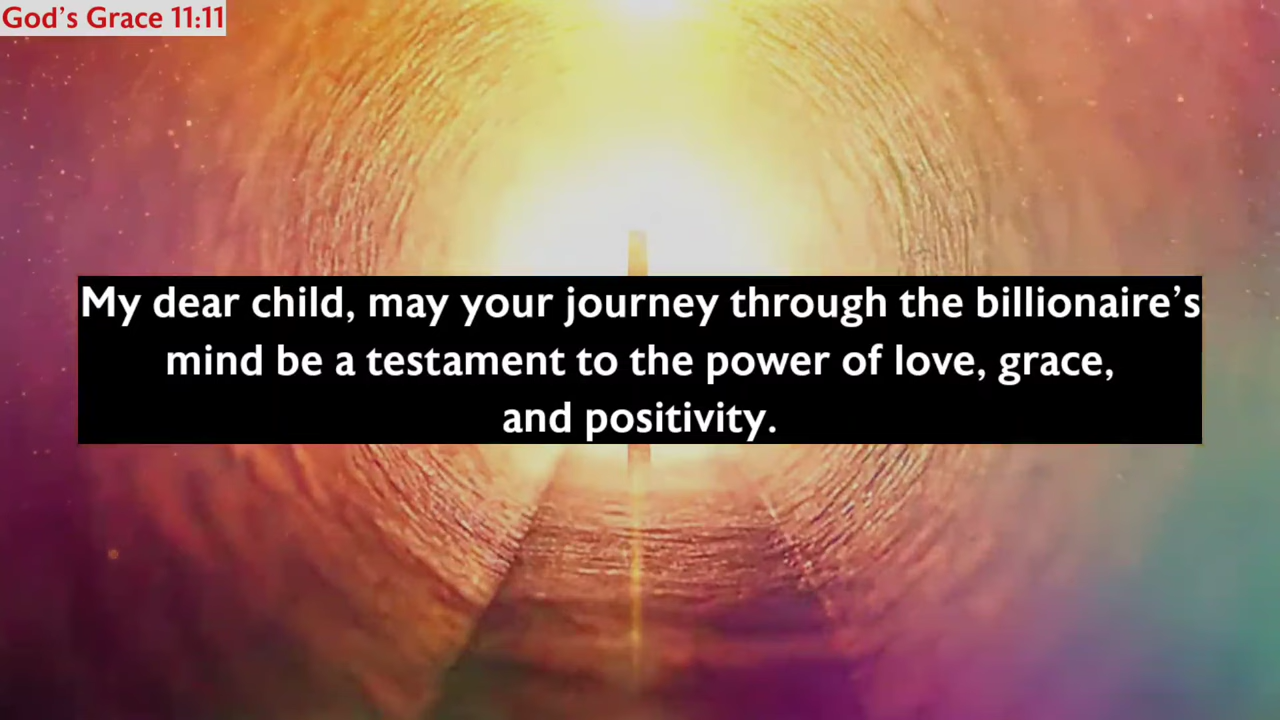 God’s Grace 11:11
My dear child, may your journey through the billionaire’s
mind be a testament to the power of love, grace,
and positivity.